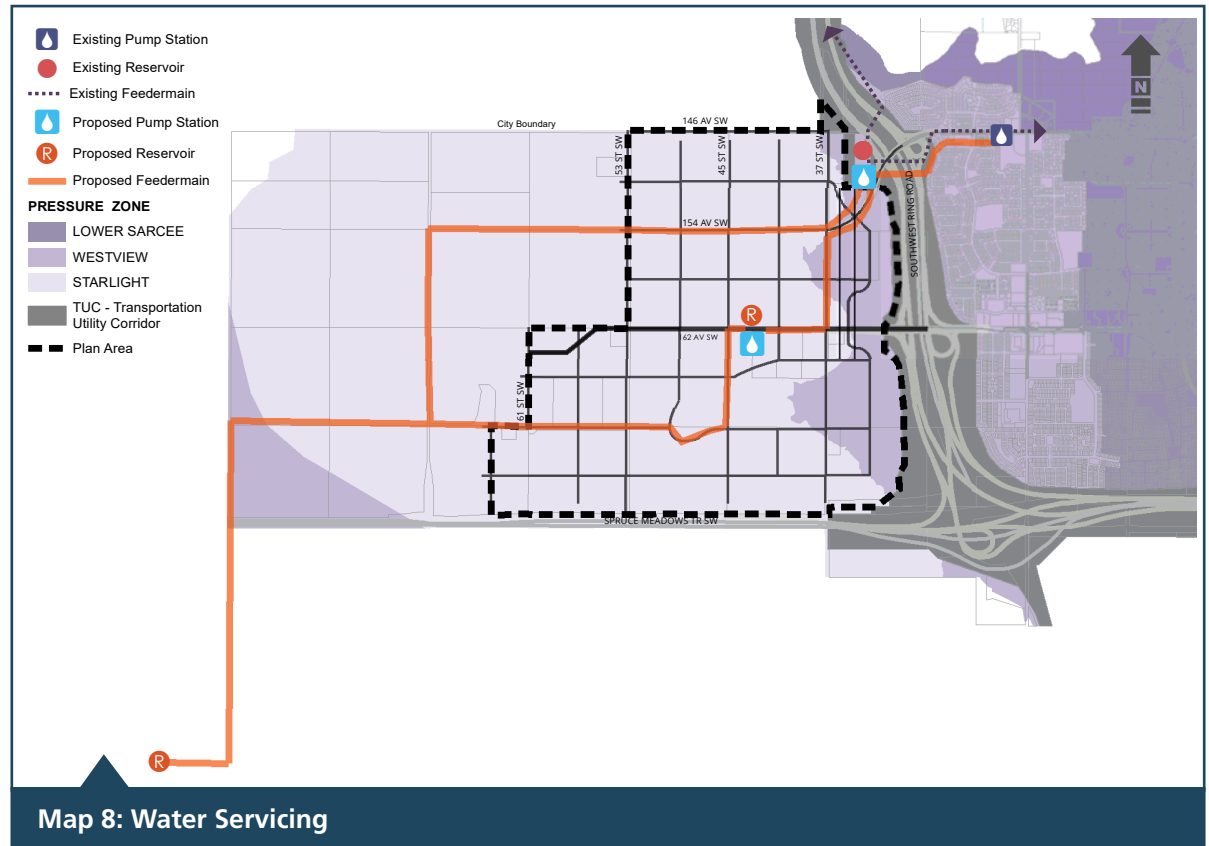 Existing Pump Station
Existing Reservoir
Existing Feedermain
Proposed Pump Station
R
Proposed Reservoir
Proposed Feedermain
PRESSURE ZONE
LOWER SARCEE
WESTVIEW
STARLIGHT
TUC - Transportation
Utility Corridor
Plan Area
N
City Boundary
146 AV SW
53 ST SW
45 ST SW
37 ST SW
SOUTHWEST RING ROAD
154 AV SW
R
62 AV SW
61 ST SW
SPRUCE MEADOWS TR SW
R
Map 8: Water Servicing